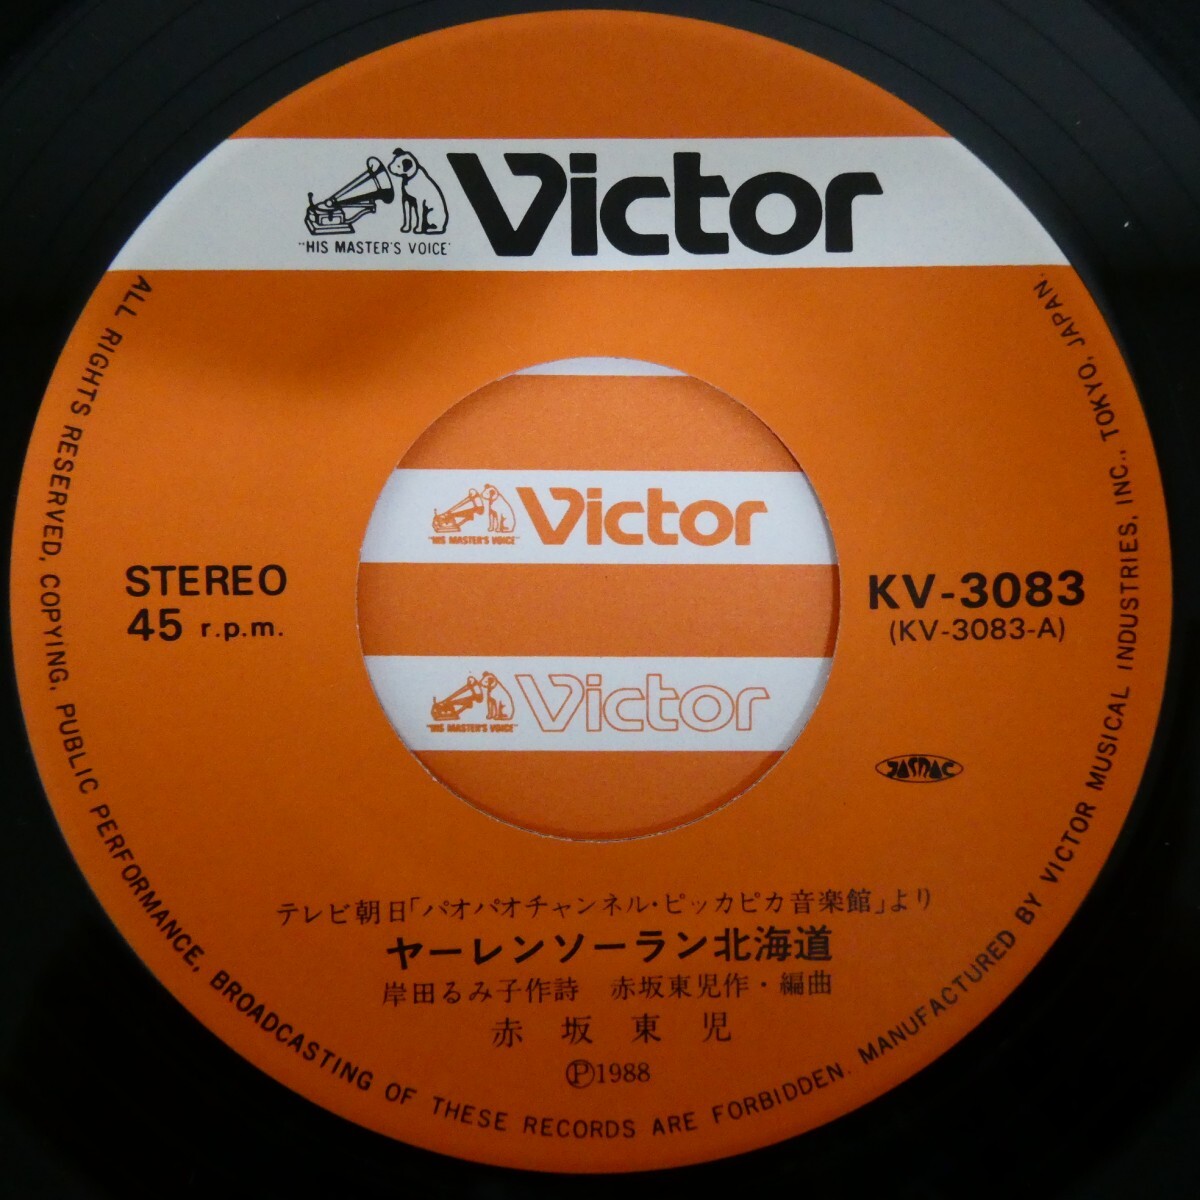 Victor
"HIS MASTER'S VOICE"
ALL RIGHTS RESERVED, COPYING, PUBLIC PERFORMANCE, BROADCASTING OF THESE RECORDS ARE FORBIDDEN. MANUFACTURED BY VICTOR MUSICAL INDUSTRIES, INC., TOKYO, JAPAN.
Victor
"HIS MASTER'S VOICE"
STEREO
45 r.p.m.
KV-3083
(KV-3083-A)
Victor
"HIS MASTER'S VOICE"
JASRAC
テレビ朝日「パオパオチャンネル・ピッカピカ音楽館」より
ヤーレンソーラン北海道
岸田るみ子作詩 赤坂東児作・編曲
赤坂東児
Ⓟ1988